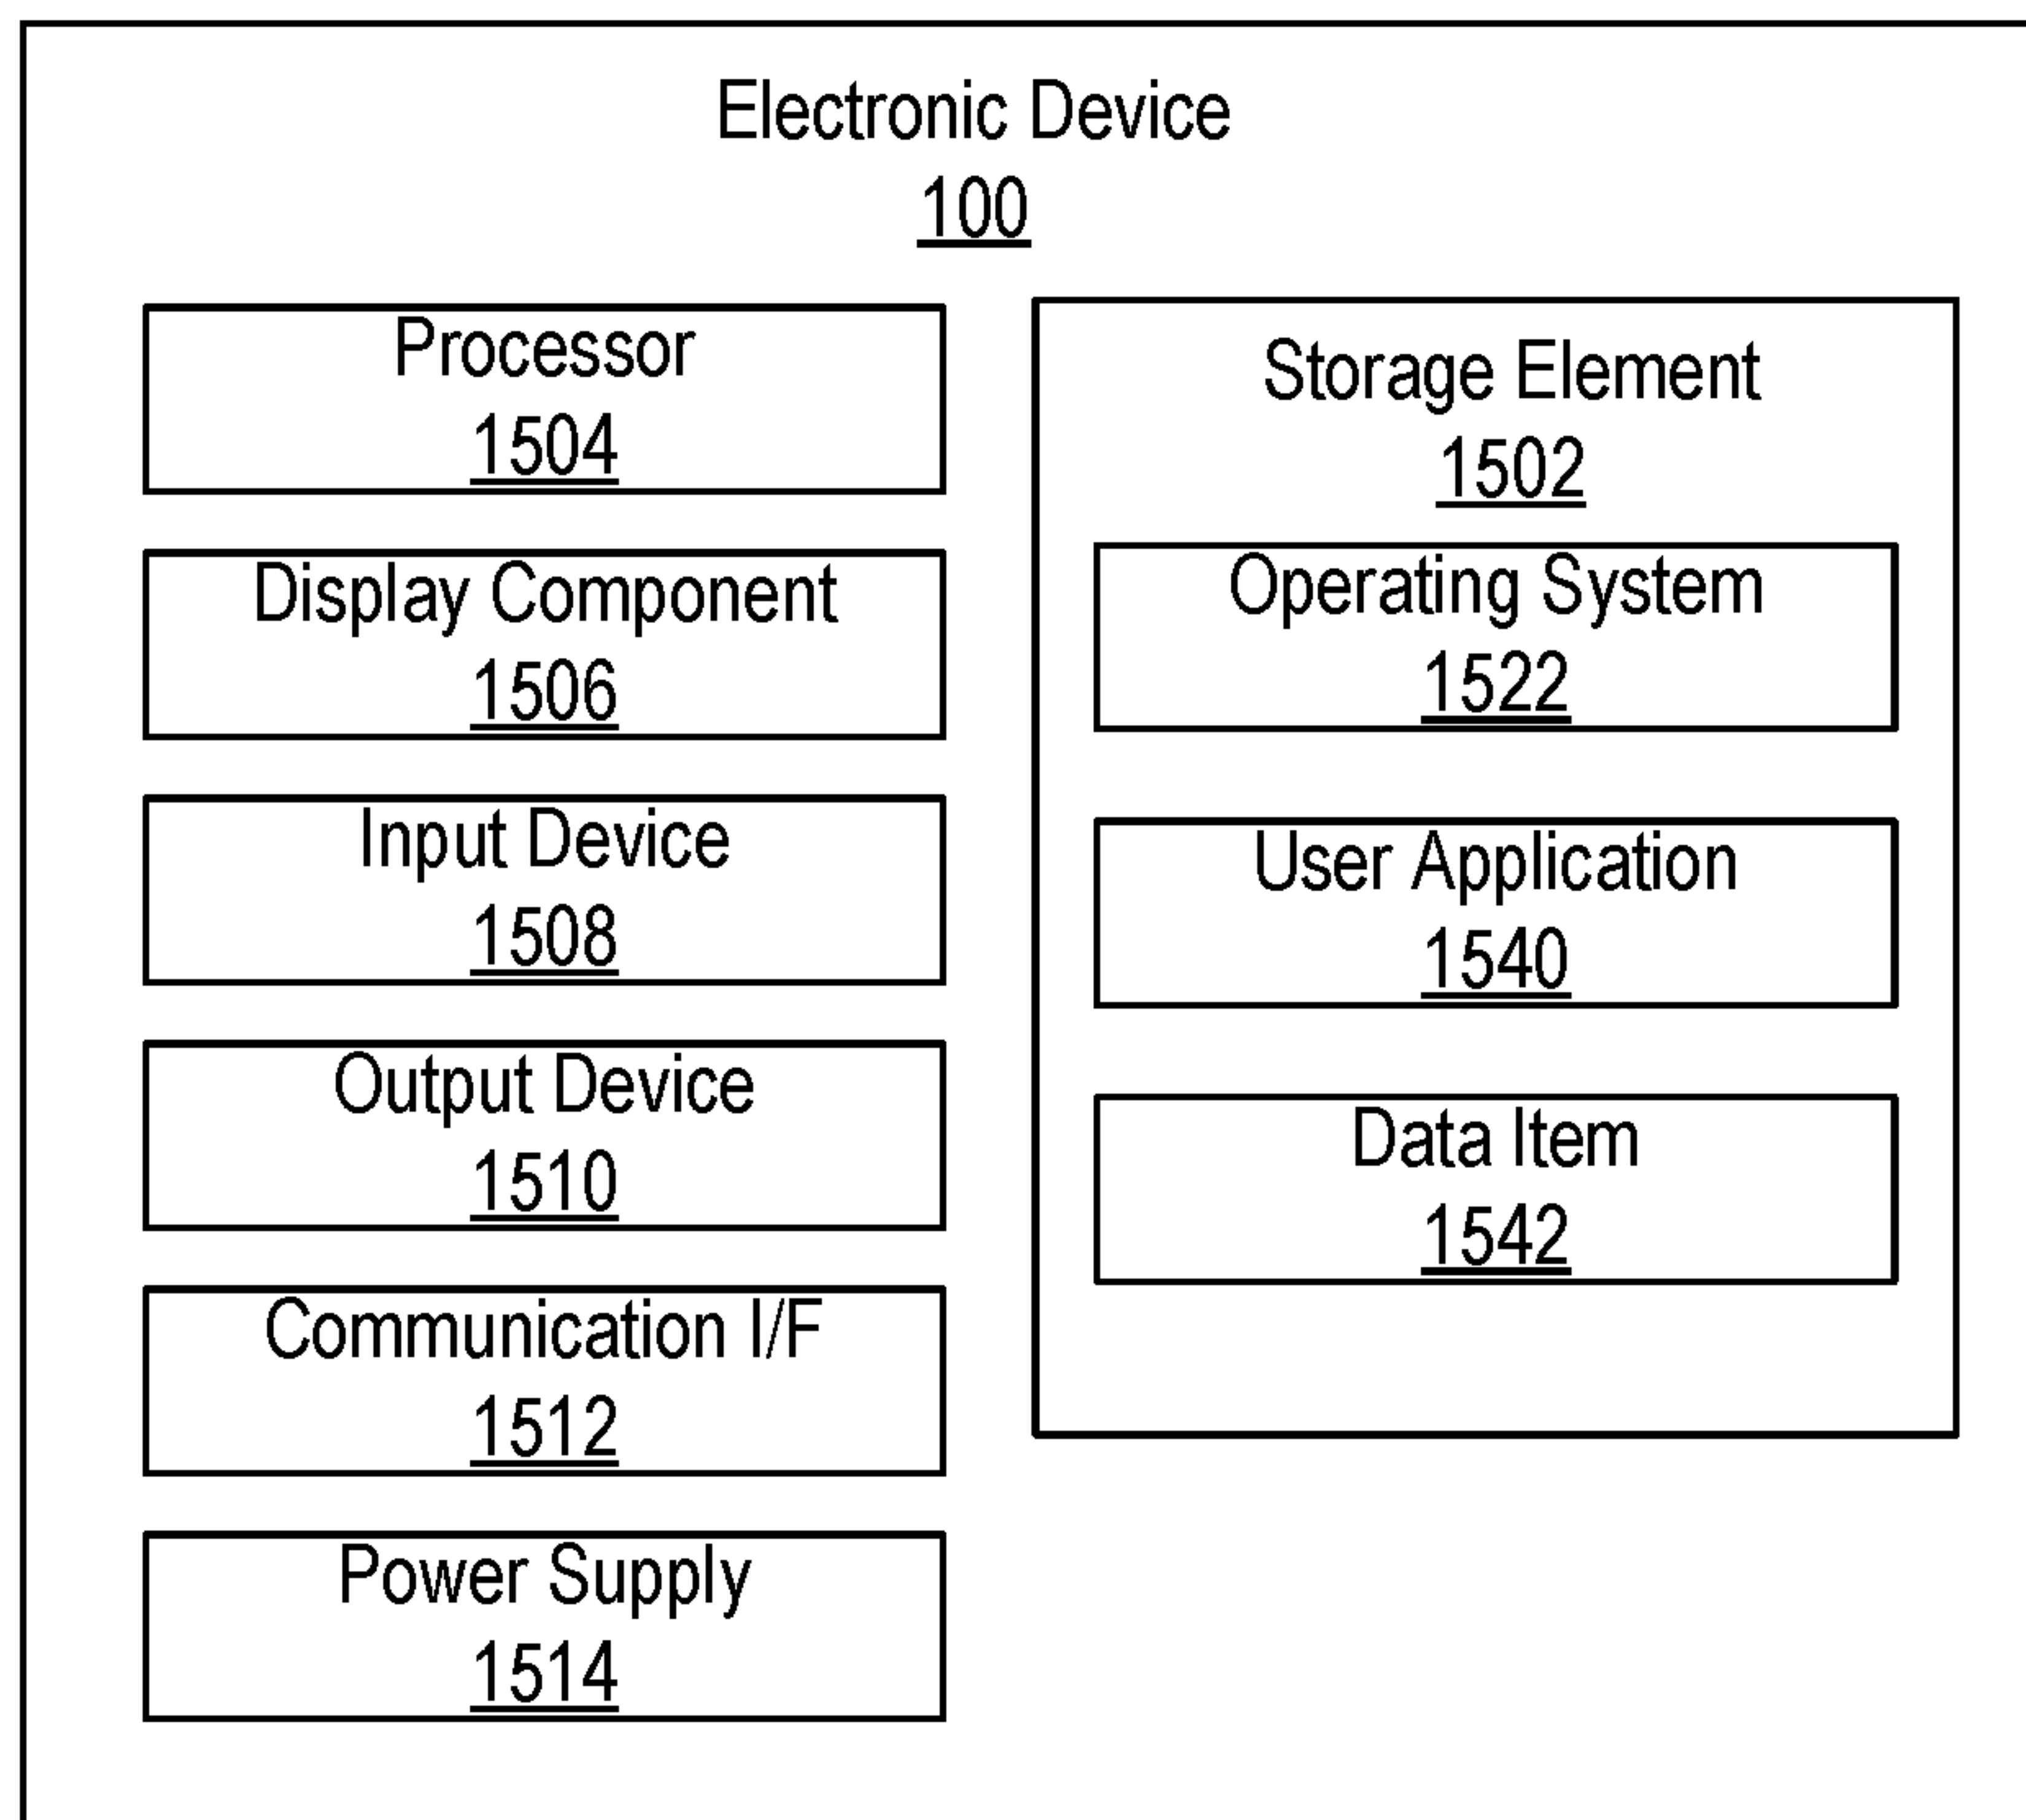 Electronic Device
100
Processor
1504
Display Component
1506
Input Device
1508
Output Device
1510
Communication I/F
1512
Power Supply
1514
Storage Element
1502
Operating System
1522
User Application
1540
Data Item
1542